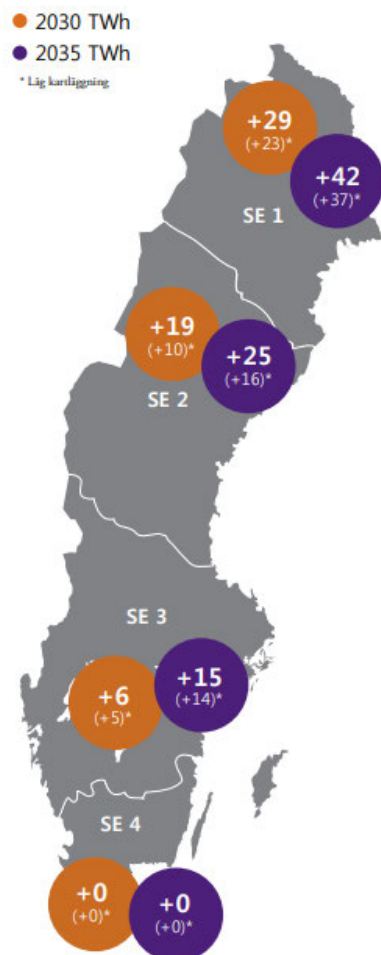 2030 TWh
2035 TWh
* Låg kartläggning
+29
(+23)*
+42
(+37)*
SE 1
+19
(+10)*
+25
(+16)*
SE 2
SE 3
+15
(+14)*
+6
(+5)*
SE 4
+0
(+0)*
+0
(+0)*